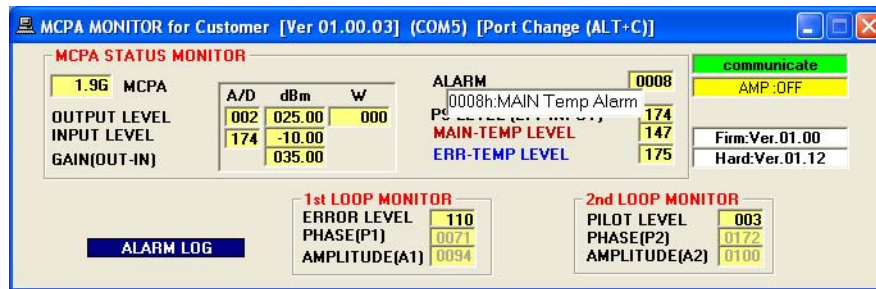 MCPA MONITOR for Customer [Ver 01.00.03] (COM5) [Port Change (ALT+C)]
MCPA STATUS MONITOR
1.9G MCPA
A/D dBm W
OUTPUT LEVEL 002 025.00 000
INPUT LEVEL 174 -10.00
GAIN(OUT-IN) 035.00
ALARM 0008
0008h:MAIN Temp Alarm
174
MAIN-TEMP LEVEL 147
ERR-TEMP LEVEL 175
communicate
AMP :OFF
Firm:Ver.01.00
Hard:Ver.01.12
ALARM LOG
1st LOOP MONITOR
ERROR LEVEL 110
PHASE(P1) 0071
AMPLITUDE(A1) 0094
2nd LOOP MONITOR
PILOT LEVEL 003
PHASE(P2) 0172
AMPLITUDE(A2) 0100